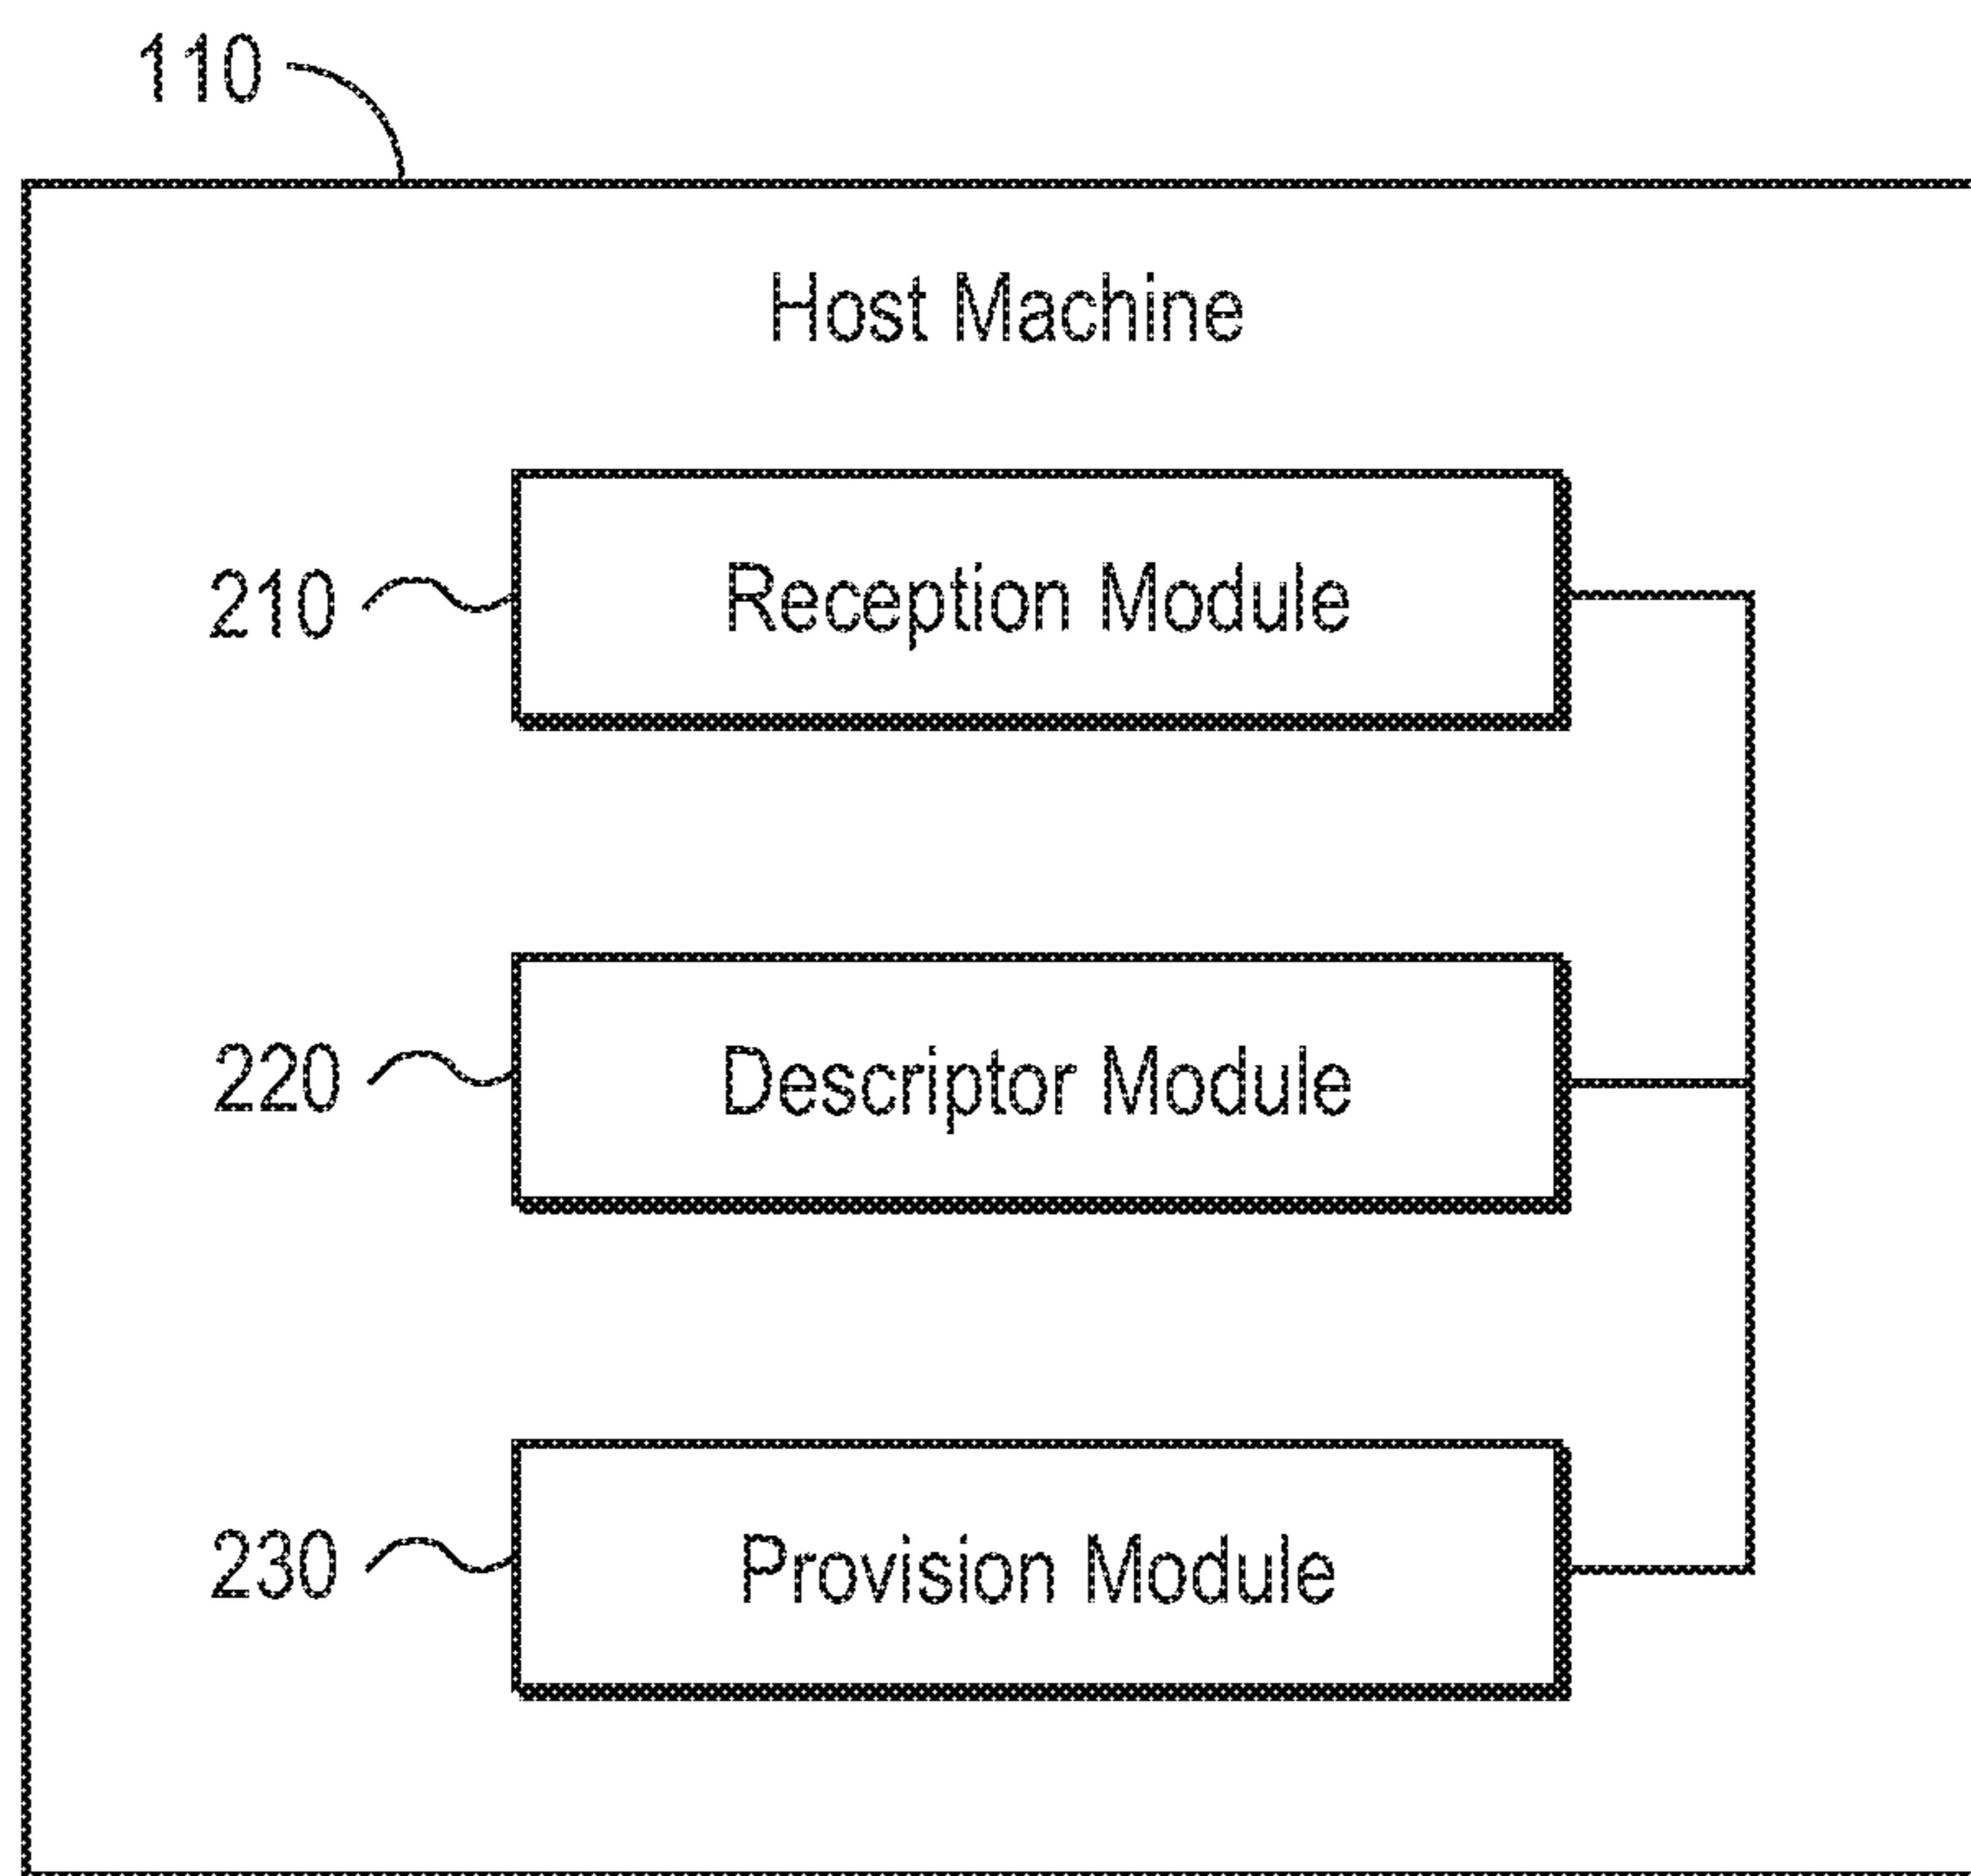 110
Host Machine
210 Reception Module
220 Descriptor Module
230 Provision Module